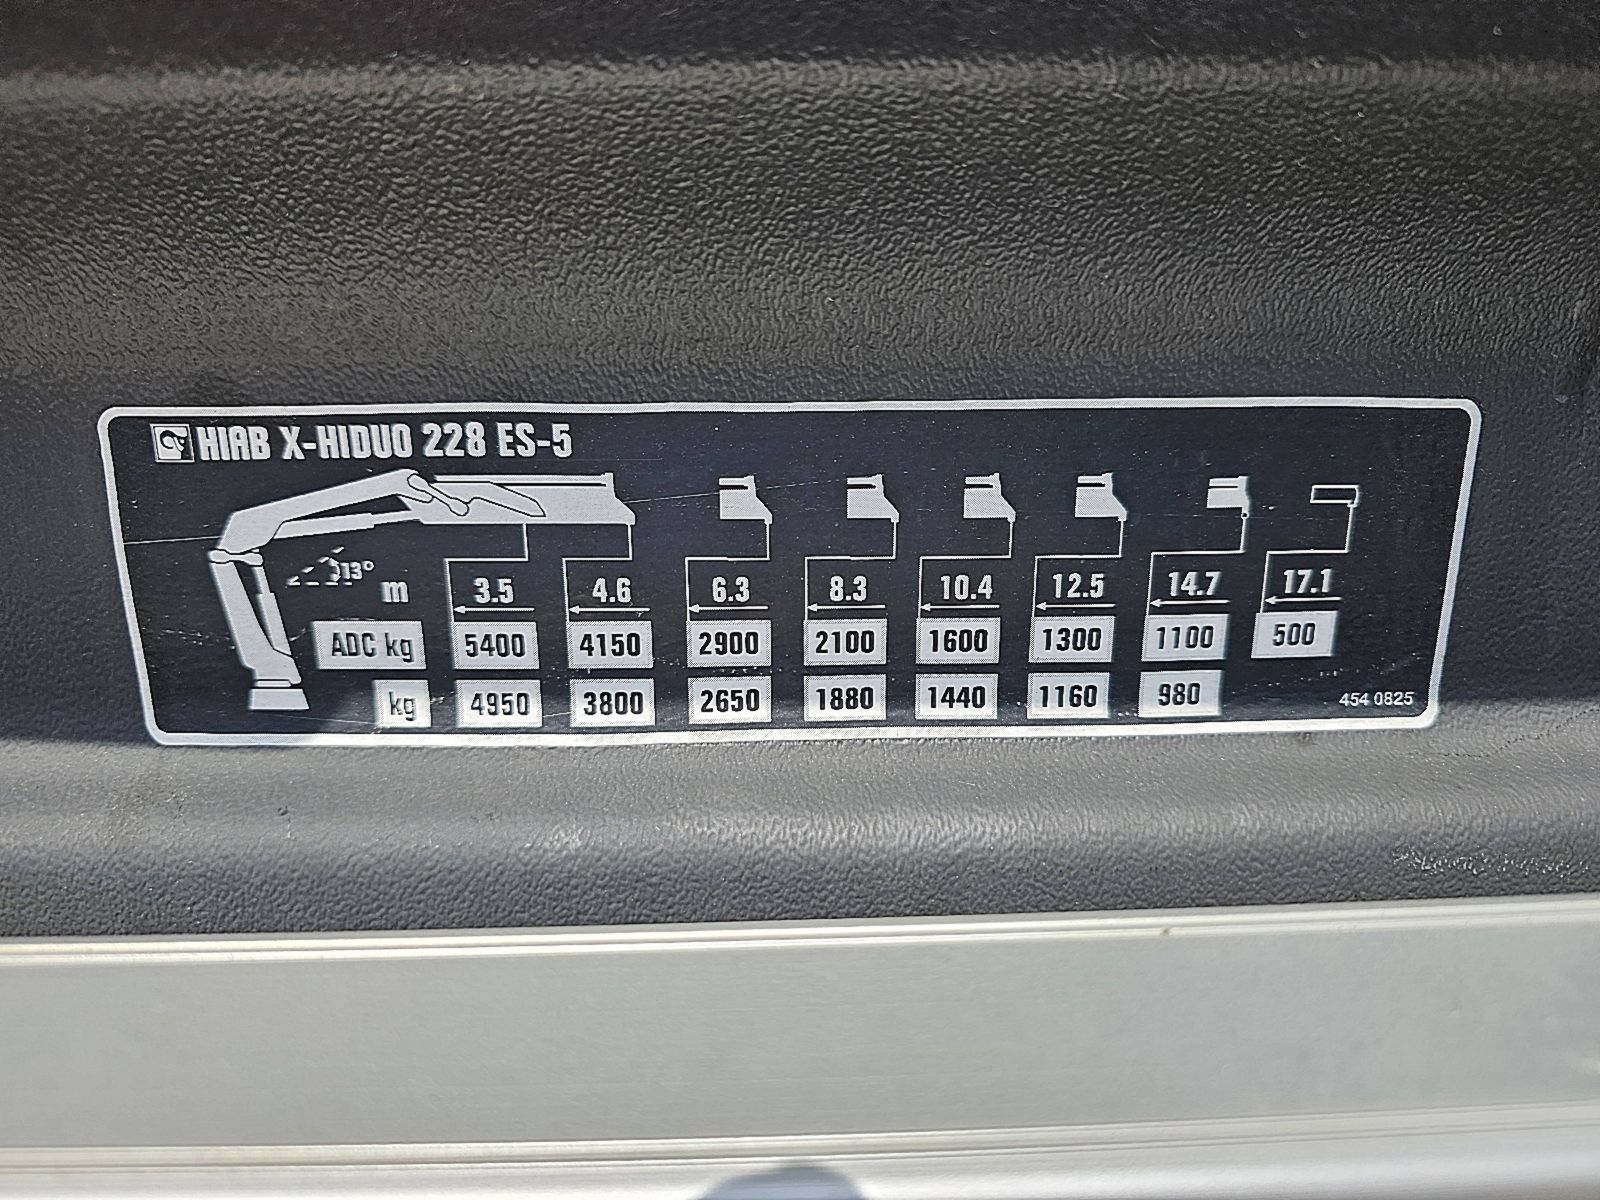 HIAB X-HIDUO 228 ES-5
13°
m 3.5 4.6 6.3 8.3 10.4 12.5 14.7 17.1
ADC kg 5400 4150 2900 2100 1600 1300 1100 500
kg 4950 3800 2650 1880 1440 1160 980
454 0825